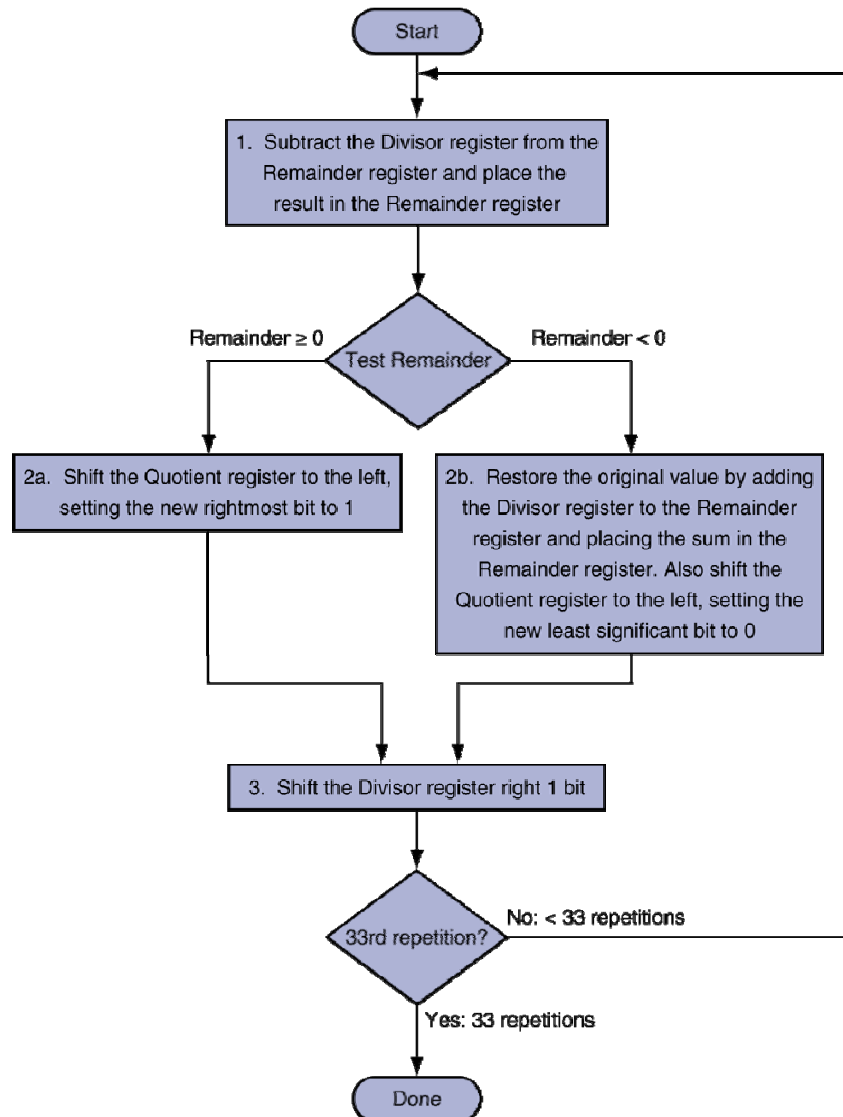 Start
1. Subtract the Divisor register from the
Remainder register and place the
result in the Remainder register
Remainder ≥ 0
Remainder < 0
Test Remainder
2a. Shift the Quotient register to the left,
setting the new rightmost bit to 1
2b. Restore the original value by adding
the Divisor register to the Remainder
register and placing the sum in the
Remainder register. Also shift the
Quotient register to the left, setting the
new least significant bit to 0
3. Shift the Divisor register right 1 bit
33rd repetition?
No: < 33 repetitions
Yes: 33 repetitions
Done